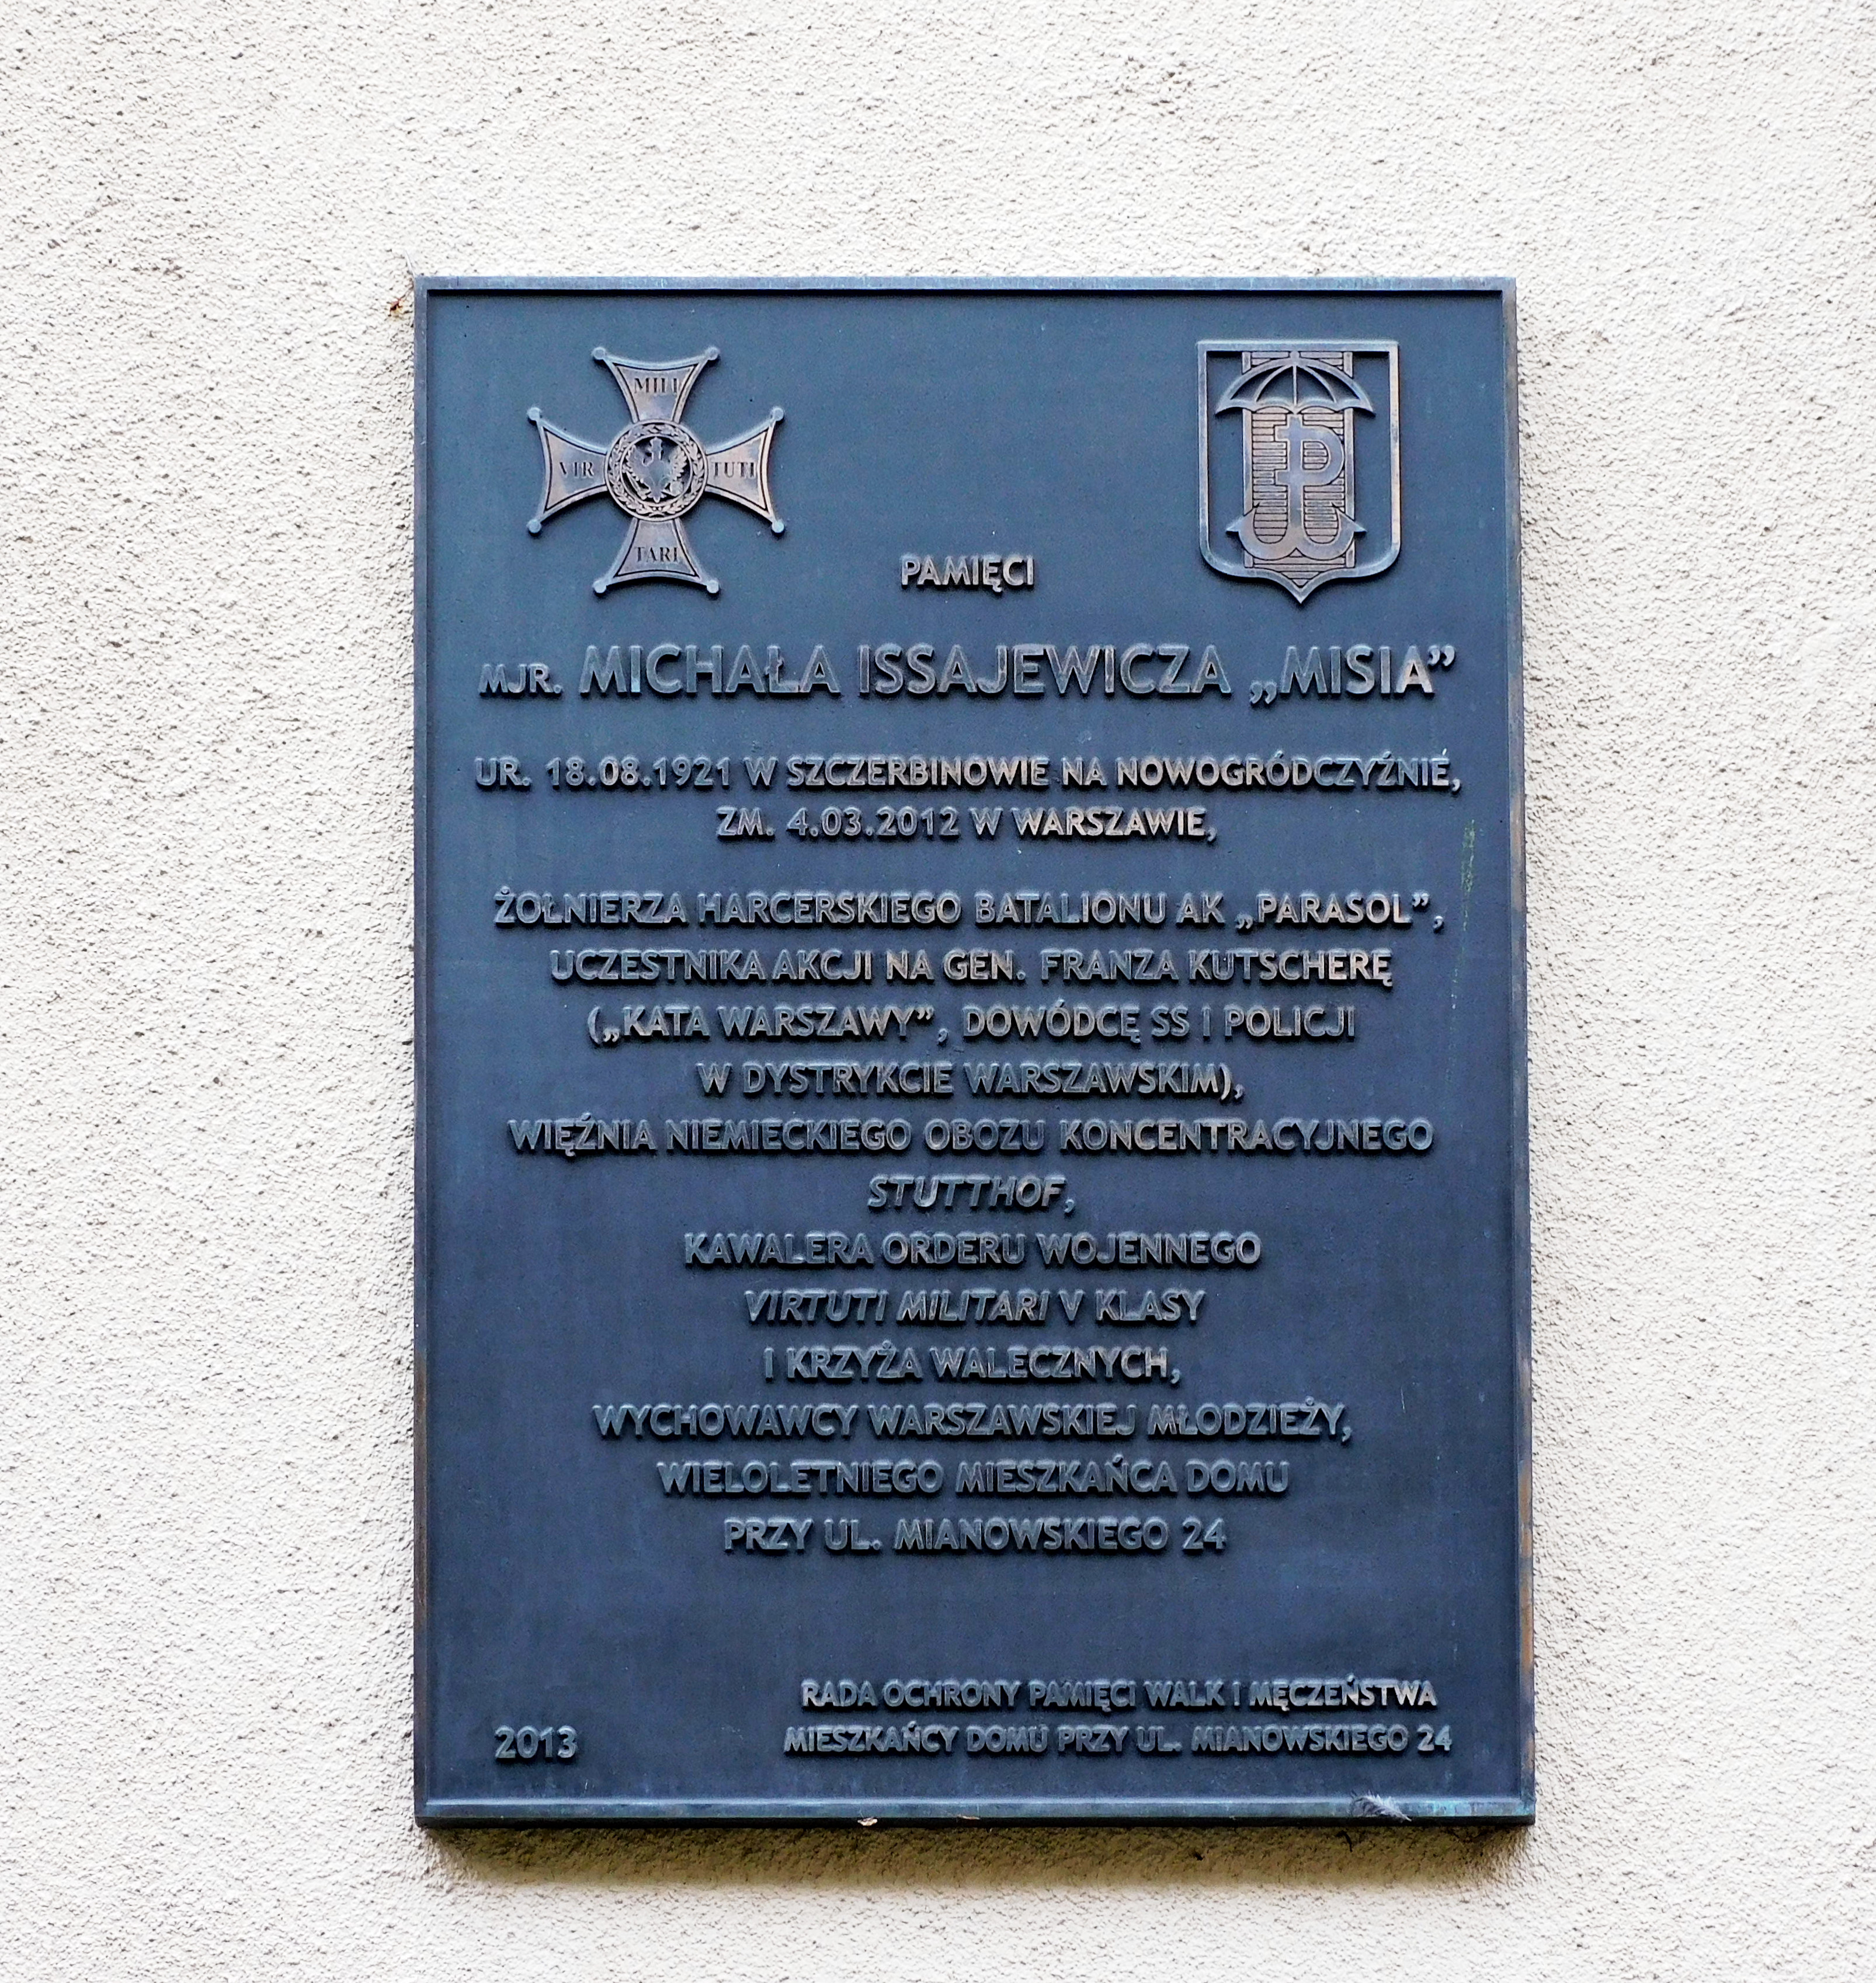 MILI
VIR TUTI
TARI
P
PAMIĘCI
MJR. MICHAŁA ISSAJEWICZA „MISIA”
UR. 18.08.1921 W SZCZERBINOWIE NA NOWOGRÓDCZYŹNIE,
ZM. 4.03.2012 W WARSZAWIE,
ŻOŁNIERZA HARCERSKIEGO BATALIONU AK „PARASOL”,
UCZESTNIKA AKCJI NA GEN. FRANZA KUTSCHERĘ
(„KATA WARSZAWY”, DOWÓDCĘ SS I POLICJI
W DYSTRYKCIE WARSZAWSKIM),
WIĘŹNIA NIEMIECKIEGO OBOZU KONCENTRACYJNEGO
STUTTHOF,
KAWALERA ORDERU WOJENNEGO
VIRTUTI MILITARI V KLASY
I KRZYŻA WALECZNYCH,
WYCHOWAWCY WARSZAWSKIEJ MŁODZIEŻY,
WIELOLETNIEGO MIESZKAŃCA DOMU
PRZY UL. MIANOWSKIEGO 24
RADA OCHRONY PAMIĘCI WALK I MĘCZEŃSTWA
2013 MIESZKAŃCY DOMU PRZY UL. MIANOWSKIEGO 24